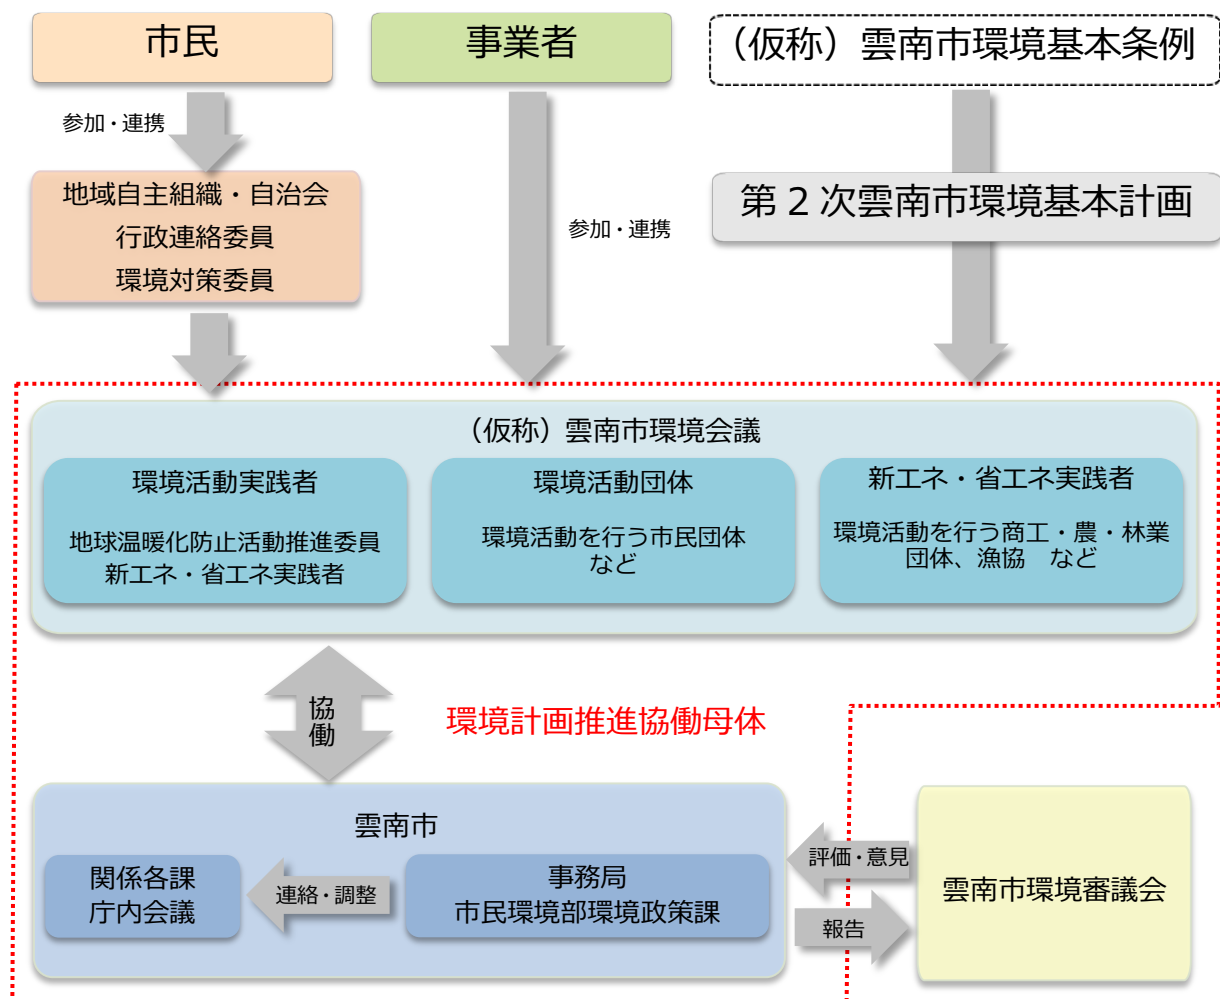 市民
事業者
（仮称）雲南市環境基本条例
参加・連携
地域自主組織・自治会
行政連絡委員
環境対策委員
参加・連携
第２次雲南市環境基本計画
（仮称）雲南市環境会議
環境活動実践者
地球温暖化防止活動推進委員
新エネ・省エネ実践者
環境活動団体
環境活動を行う市民団体
など
新エネ・省エネ実践者
環境活動を行う商工・農・林業
団体、漁協　など
協
働
環境計画推進協働母体
雲南市
関係各課
庁内会議
連絡・調整
事務局
市民環境部環境政策課
評価・意見
報告
雲南市環境審議会